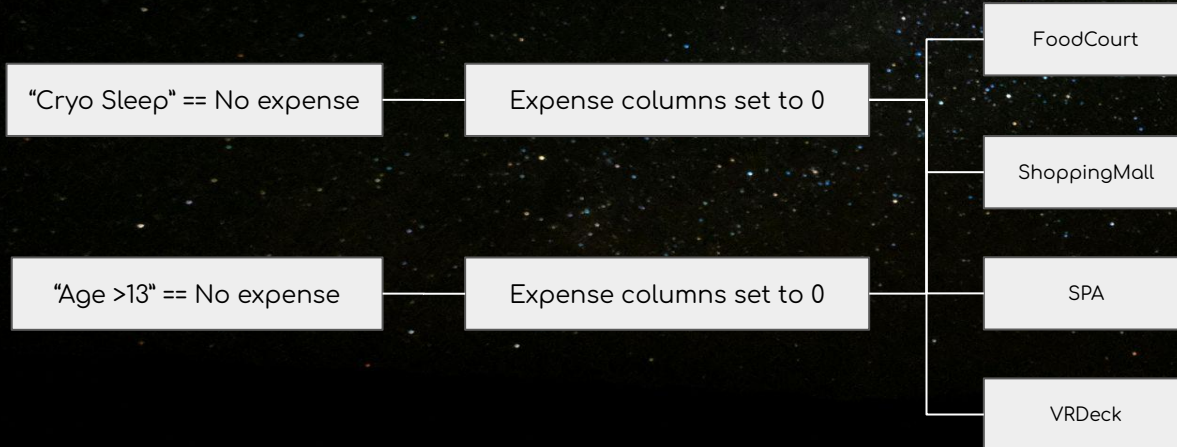 “Cryo Sleep” == No expense
Expense columns set to 0
“Age >13” == No expense
Expense columns set to 0
FoodCourt
ShoppingMall
SPA
VRDeck